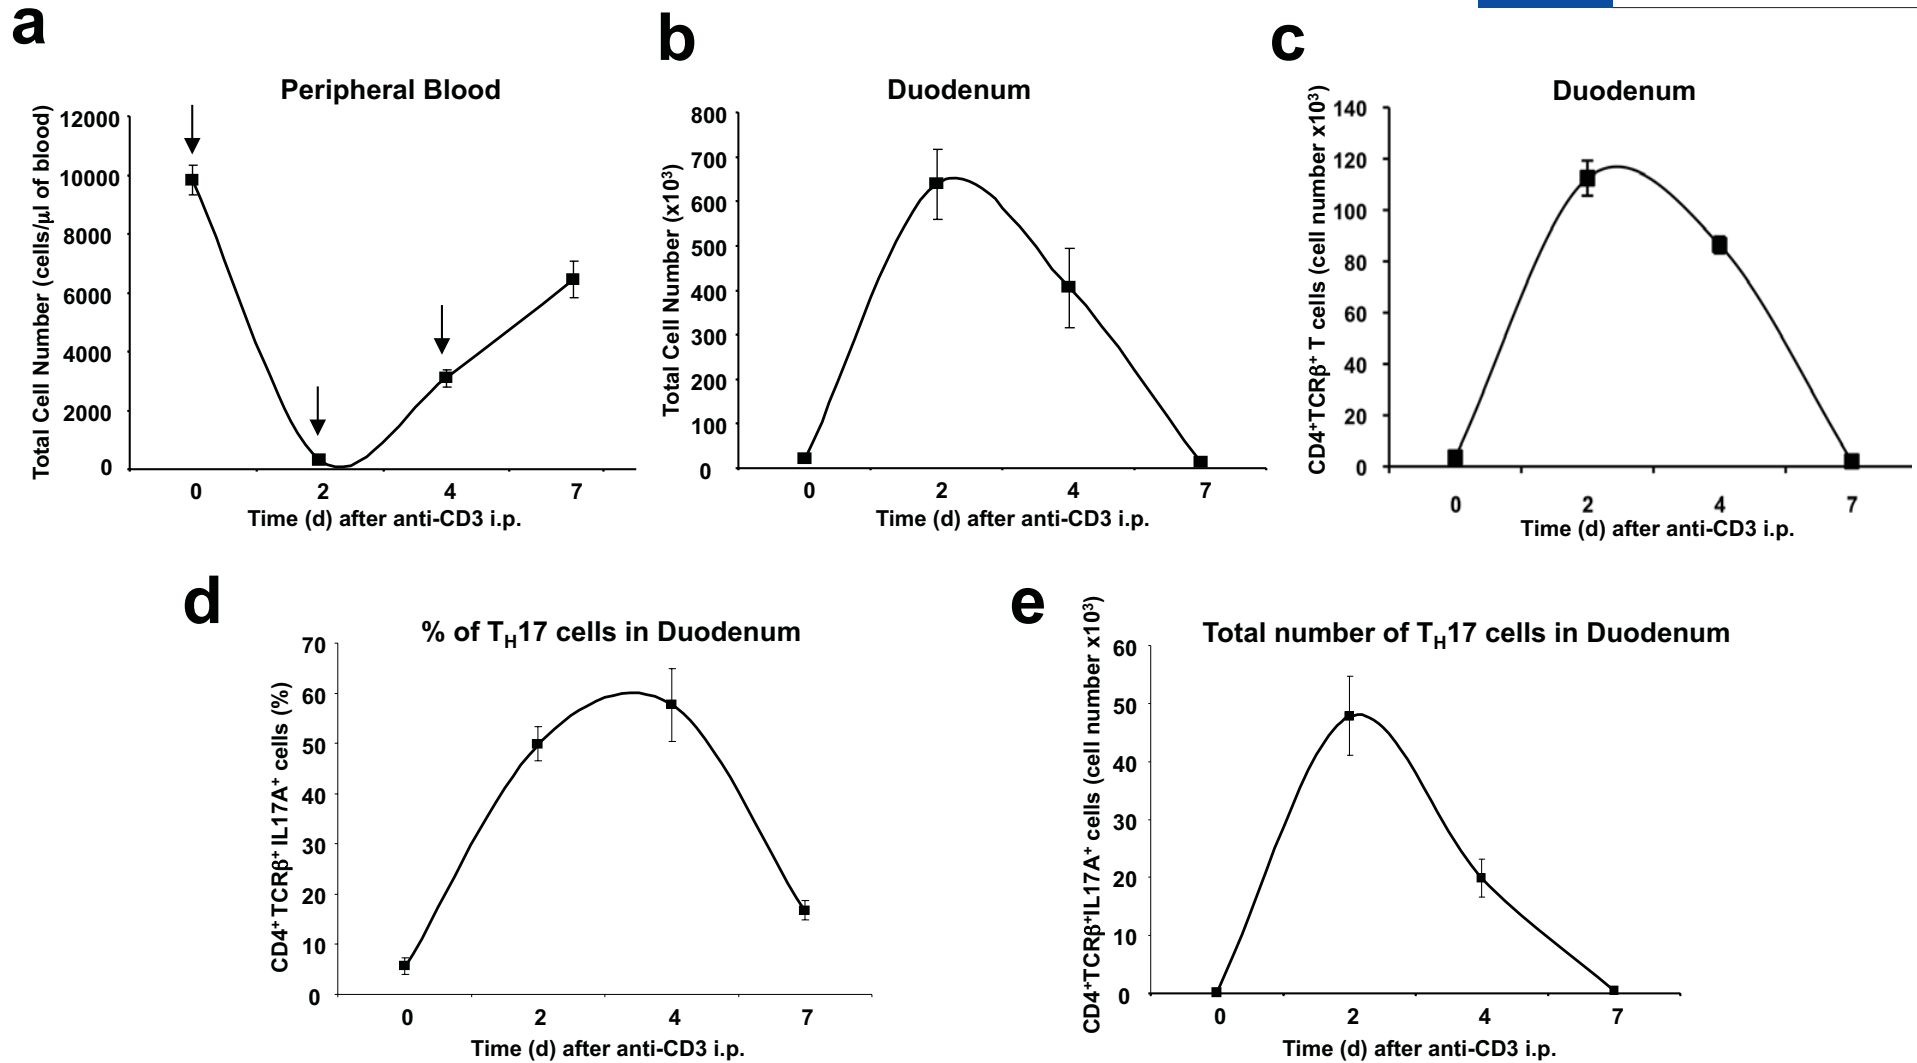 a
Peripheral Blood
Total Cell Number (cells/μl of blood)
12000
10000
8000
6000
4000
2000
0
0 2 4 7
Time (d) after anti-CD3 i.p.
b
Duodenum
Total Cell Number (x10³)
800
700
600
500
400
300
200
100
0
0 2 4 7
Time (d) after anti-CD3 i.p.
c
Duodenum
CD4⁺TCRβ⁺ T cells (cell number x10³)
140
120
100
80
60
40
20
0
0 2 4 7
Time (d) after anti-CD3 i.p.
d
% of TH17 cells in Duodenum
CD4⁺ TCRβ⁺ IL17A⁺ cells (%)
70
60
50
40
30
20
10
0
0 2 4 7
Time (d) after anti-CD3 i.p.
e
Total number of TH17 cells in Duodenum
CD4⁺TCRβ⁺IL17A⁺ cells (cell number x10³)
60
50
40
30
20
10
0
0 2 4 7
Time (d) after anti-CD3 i.p.